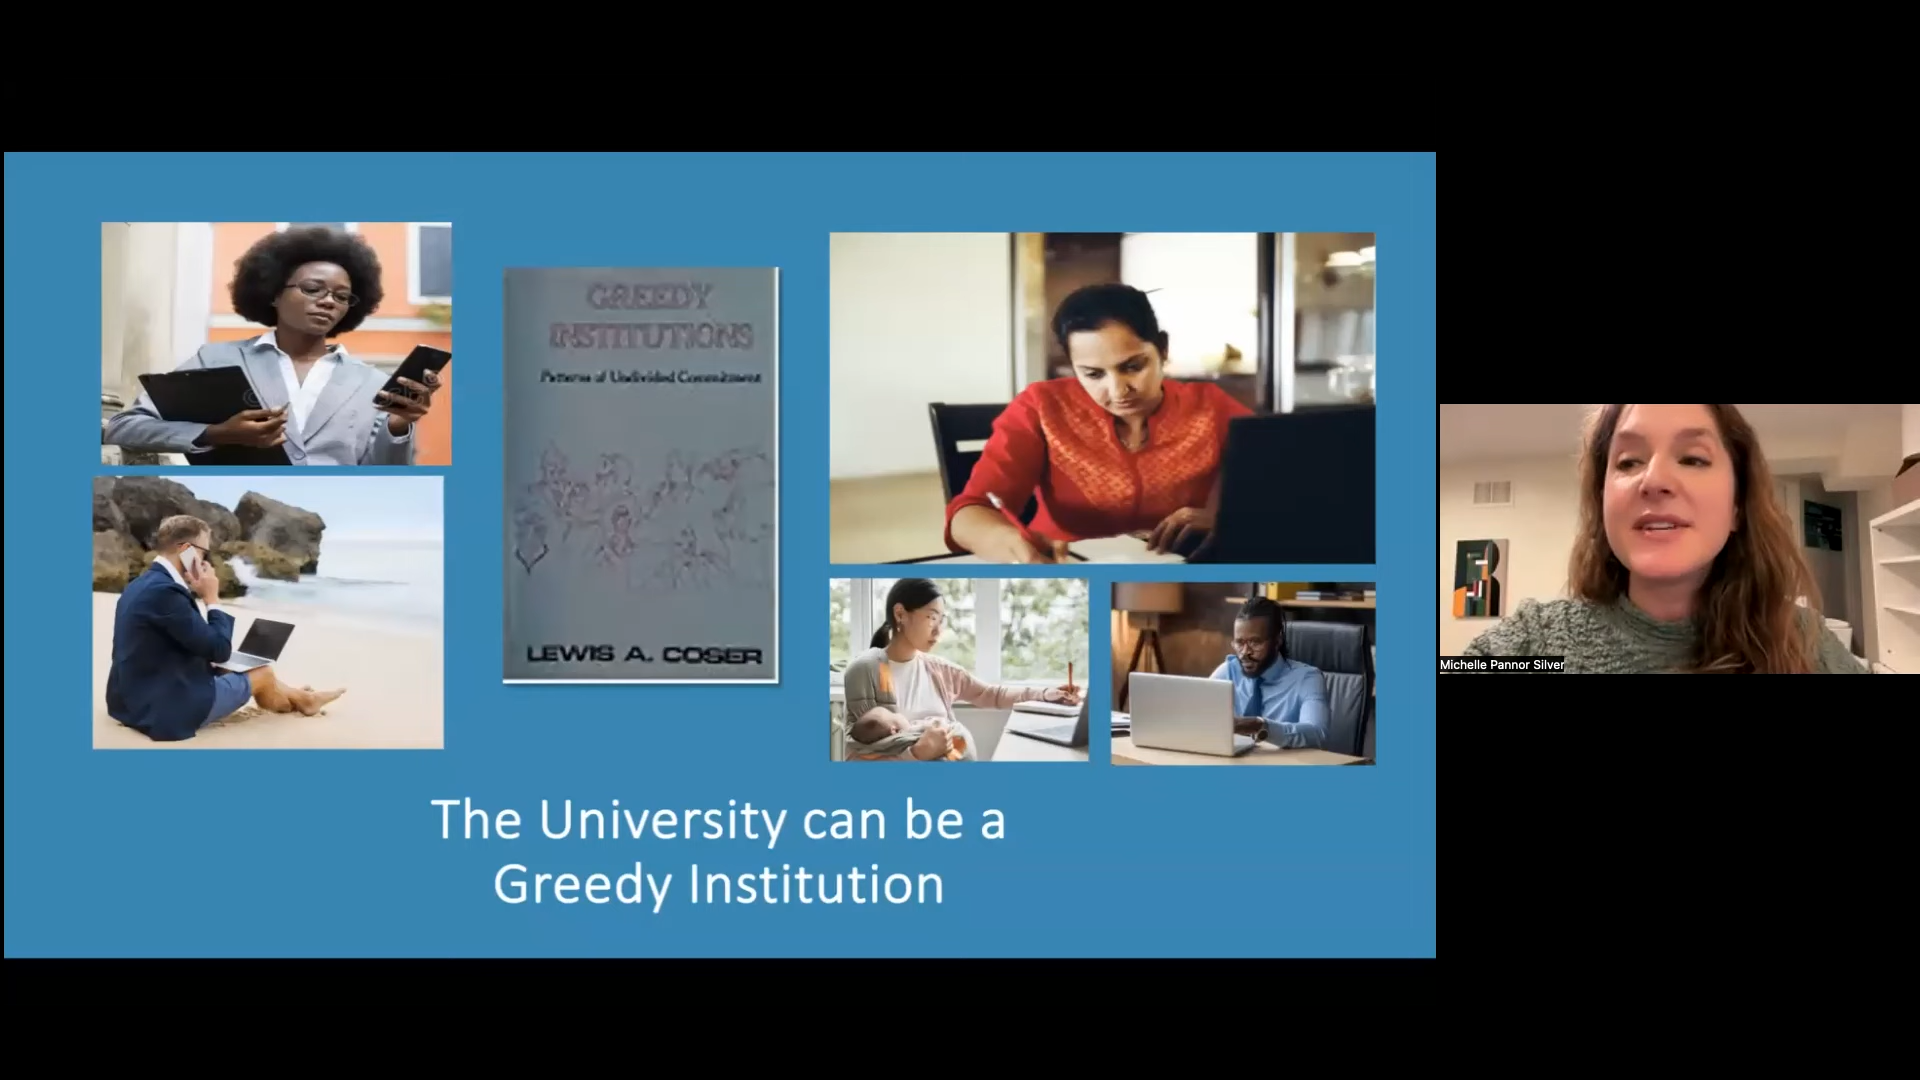 GREEDY
INSTITUTIONS
Patterns of Undivided Commitment
LEWIS A. COSER
The University can be a
Greedy Institution
Michelle Pannor Silver